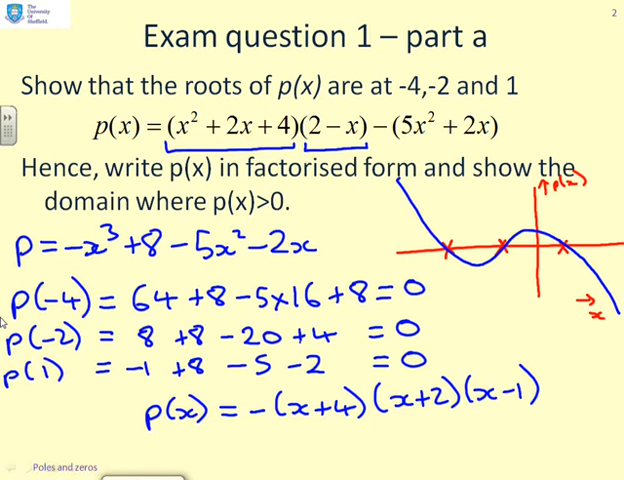 The University Of Sheffield.
2
Exam question 1 – part a
Show that the roots of p(x) are at -4,-2 and 1
p(x) = (x² + 2x + 4)(2 − x) − (5x² + 2x)
Hence, write p(x) in factorised form and show the
domain where p(x)>0.
↑p(x)
p = -x³ + 8 - 5x² - 2x
p(-4) = 64 + 8 - 5x16 + 8 = 0
p(-2) = 8 + 8 - 20 + 4 = 0
p(1) = -1 + 8 - 5 - 2 = 0
→ x
p(x) = -(x+4)(x+2)(x-1)
Poles and zeros